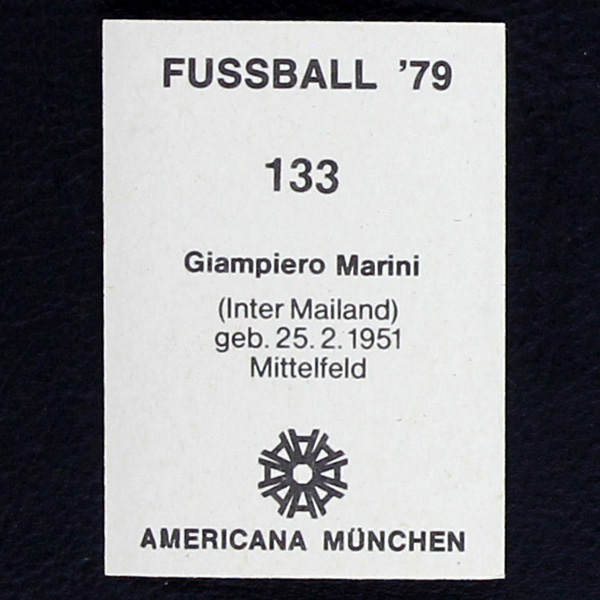 FUSSBALL '79
133
Giampiero Marini
(Inter Mailand)
geb. 25. 2. 1951
Mittelfeld
AMERICANA MÜNCHEN